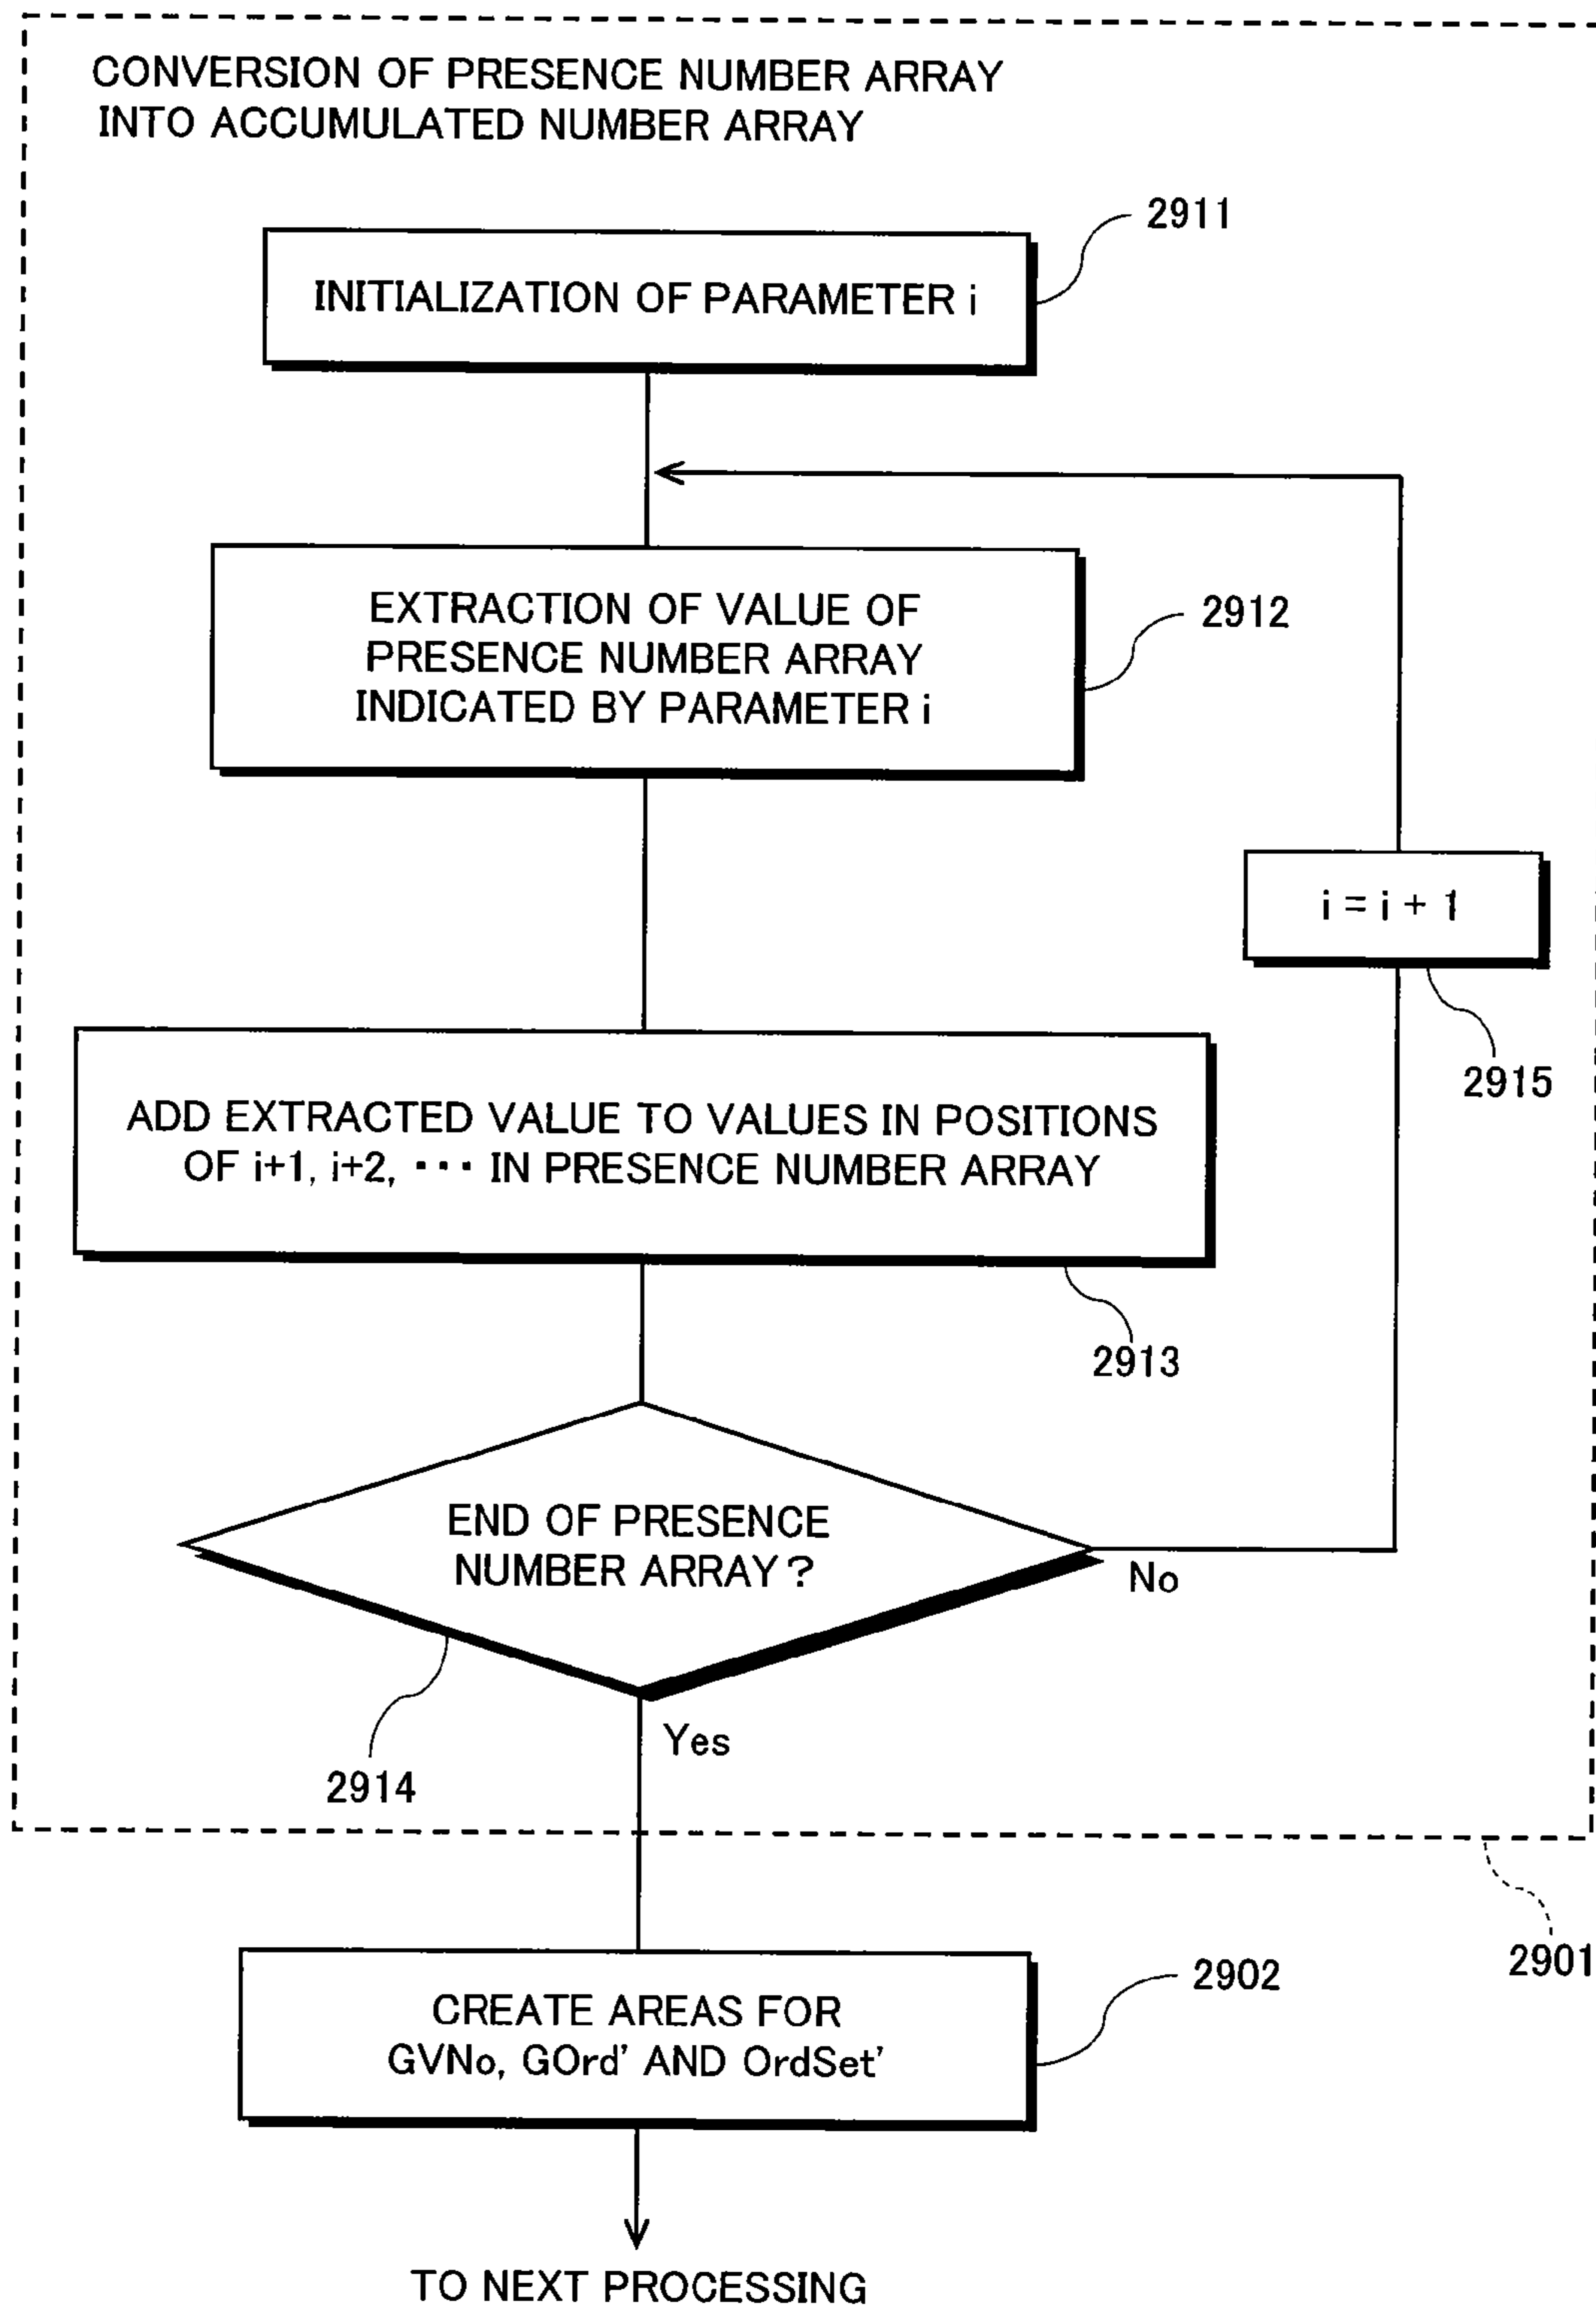 CONVERSION OF PRESENCE NUMBER ARRAY
INTO ACCUMULATED NUMBER ARRAY
2911
INITIALIZATION OF PARAMETER i
EXTRACTION OF VALUE OF
PRESENCE NUMBER ARRAY
INDICATED BY PARAMETER i
2912
i = i + 1
2915
ADD EXTRACTED VALUE TO VALUES IN POSITIONS
OF i+1, i+2, ・・・ IN PRESENCE NUMBER ARRAY
2913
END OF PRESENCE
NUMBER ARRAY?
No
Yes
2914
2901
2902
CREATE AREAS FOR
GVNo, GOrd' AND OrdSet'
TO NEXT PROCESSING